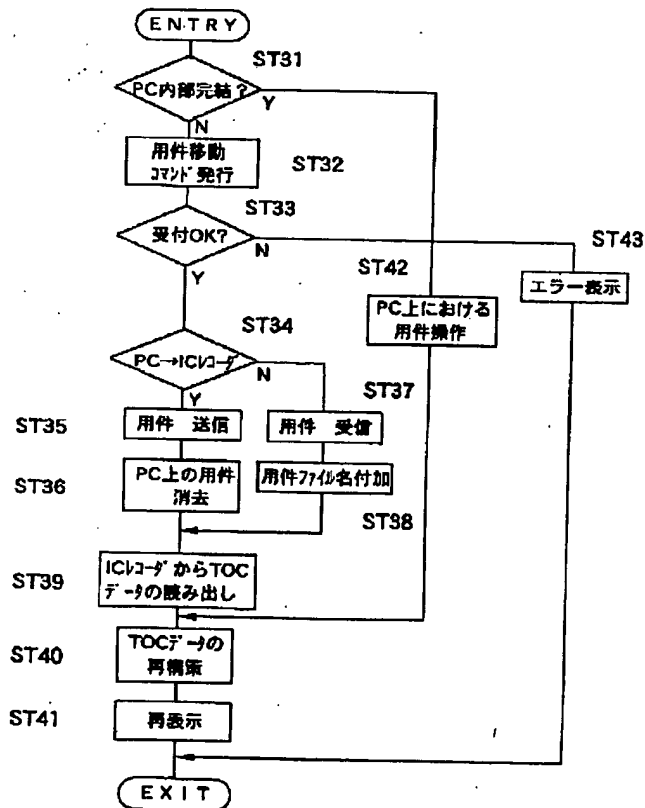 ENTRY
ST31
PC内部完結?
Y
N
用件移動
コマンド発行
ST32
ST33
受付OK?
N
Y
ST43
エラー表示
ST42
PC上における
用件操作
ST34
PC→ICレコーダ
N
Y
ST37
ST35
用件 送信
用件 受信
ST36
PC上の用件
消去
用件ファイル名付加
ST38
ST39
ICレコーダからTOC
データの読み出し
ST40
TOCデータの
再構築
ST41
再表示
EXIT